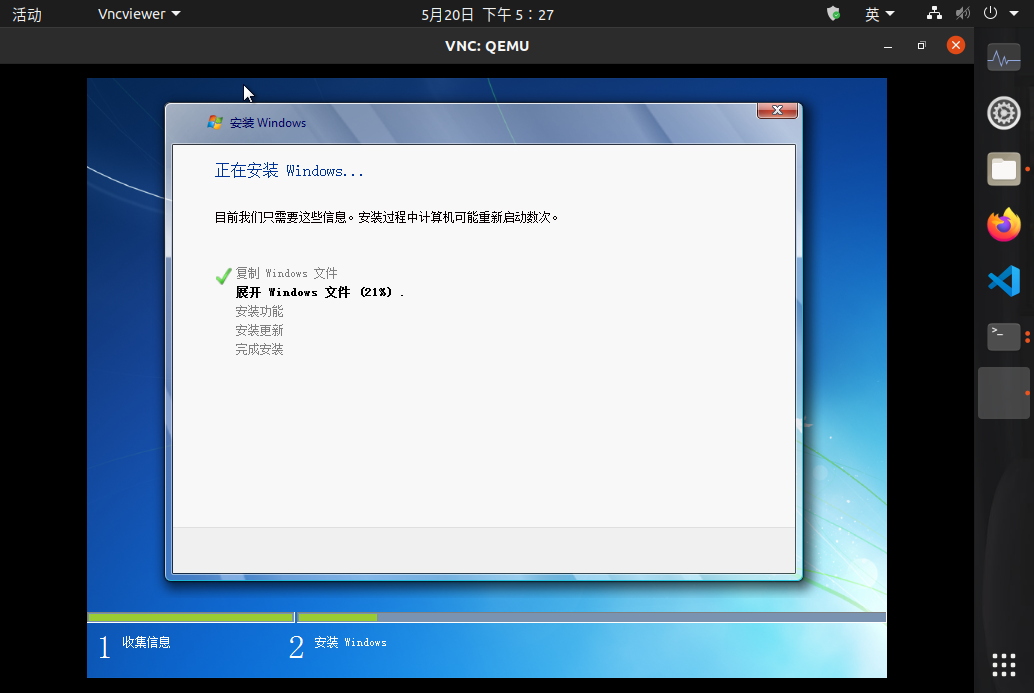 活动
Vncviewer
5月20日 下午 5：27
英
VNC: QEMU
安装 Windows
正在安装 Windows...
目前我们只需要这些信息。安装过程中计算机可能重新启动数次。
复制 Windows 文件
展开 Windows 文件 (21%) .
安装功能
安装更新
完成安装
1 收集信息
2 安装 Windows